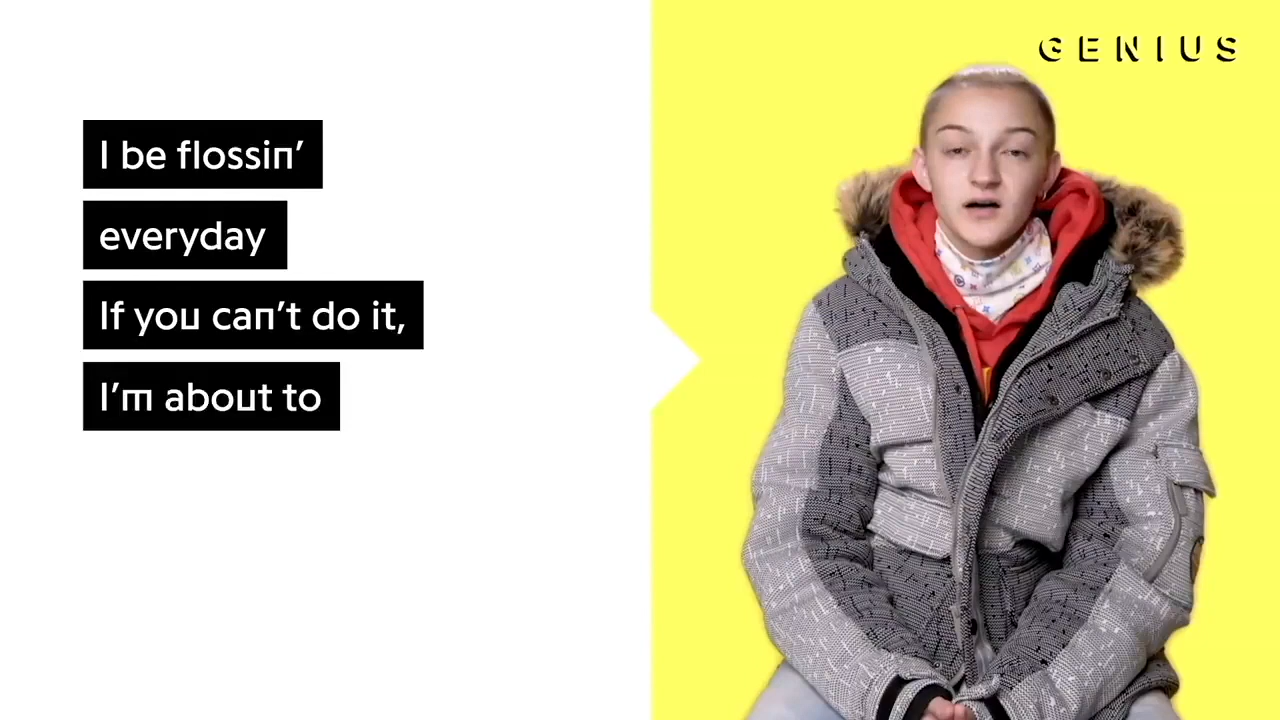 GENIUS
I be flossin’
everyday
If you can’t do it,
I’m about to